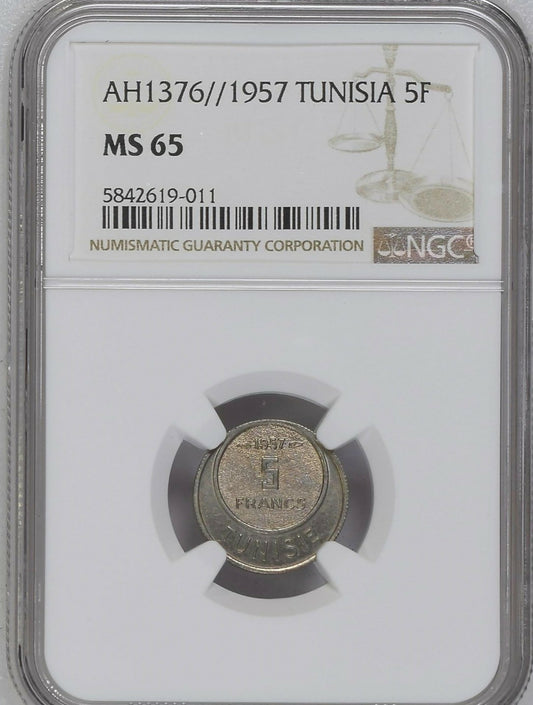 AH1376//1957 TUNISIA 5F
MS 65
5842619-011
NUMISMATIC GUARANTY CORPORATION
NGC®
1957
5
FRANCS
TUNISIE